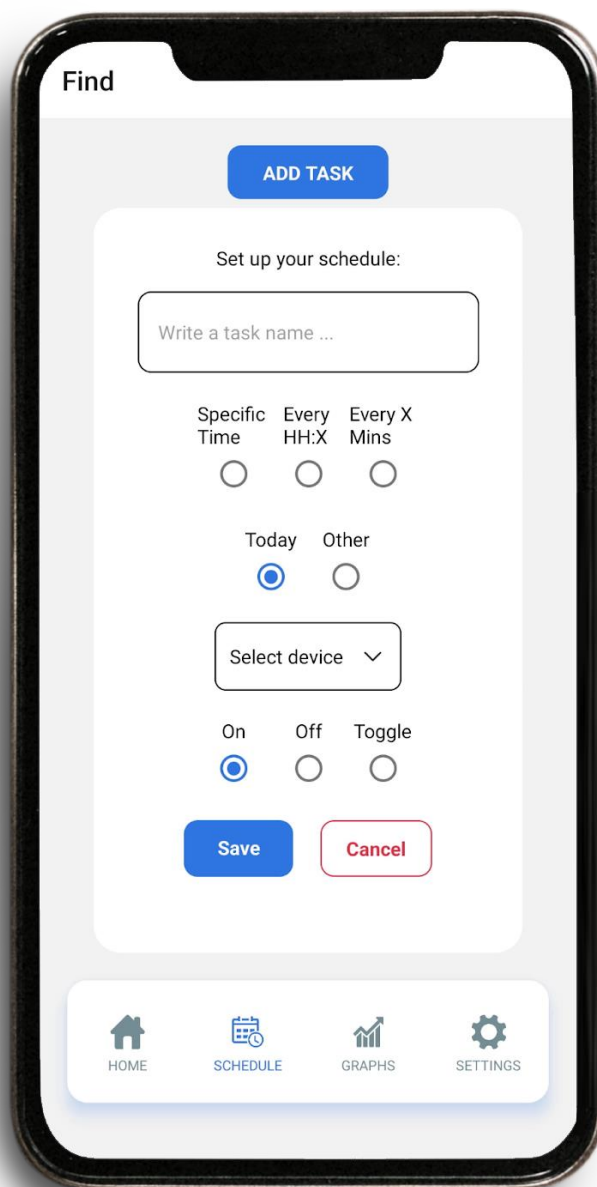 Find
ADD TASK
Set up your schedule:
Write a task name ...
Specific Time
Every HH:X
Every X Mins
Today Other
Select device
On Off Toggle
Save Cancel
HOME SCHEDULE GRAPHS SETTINGS